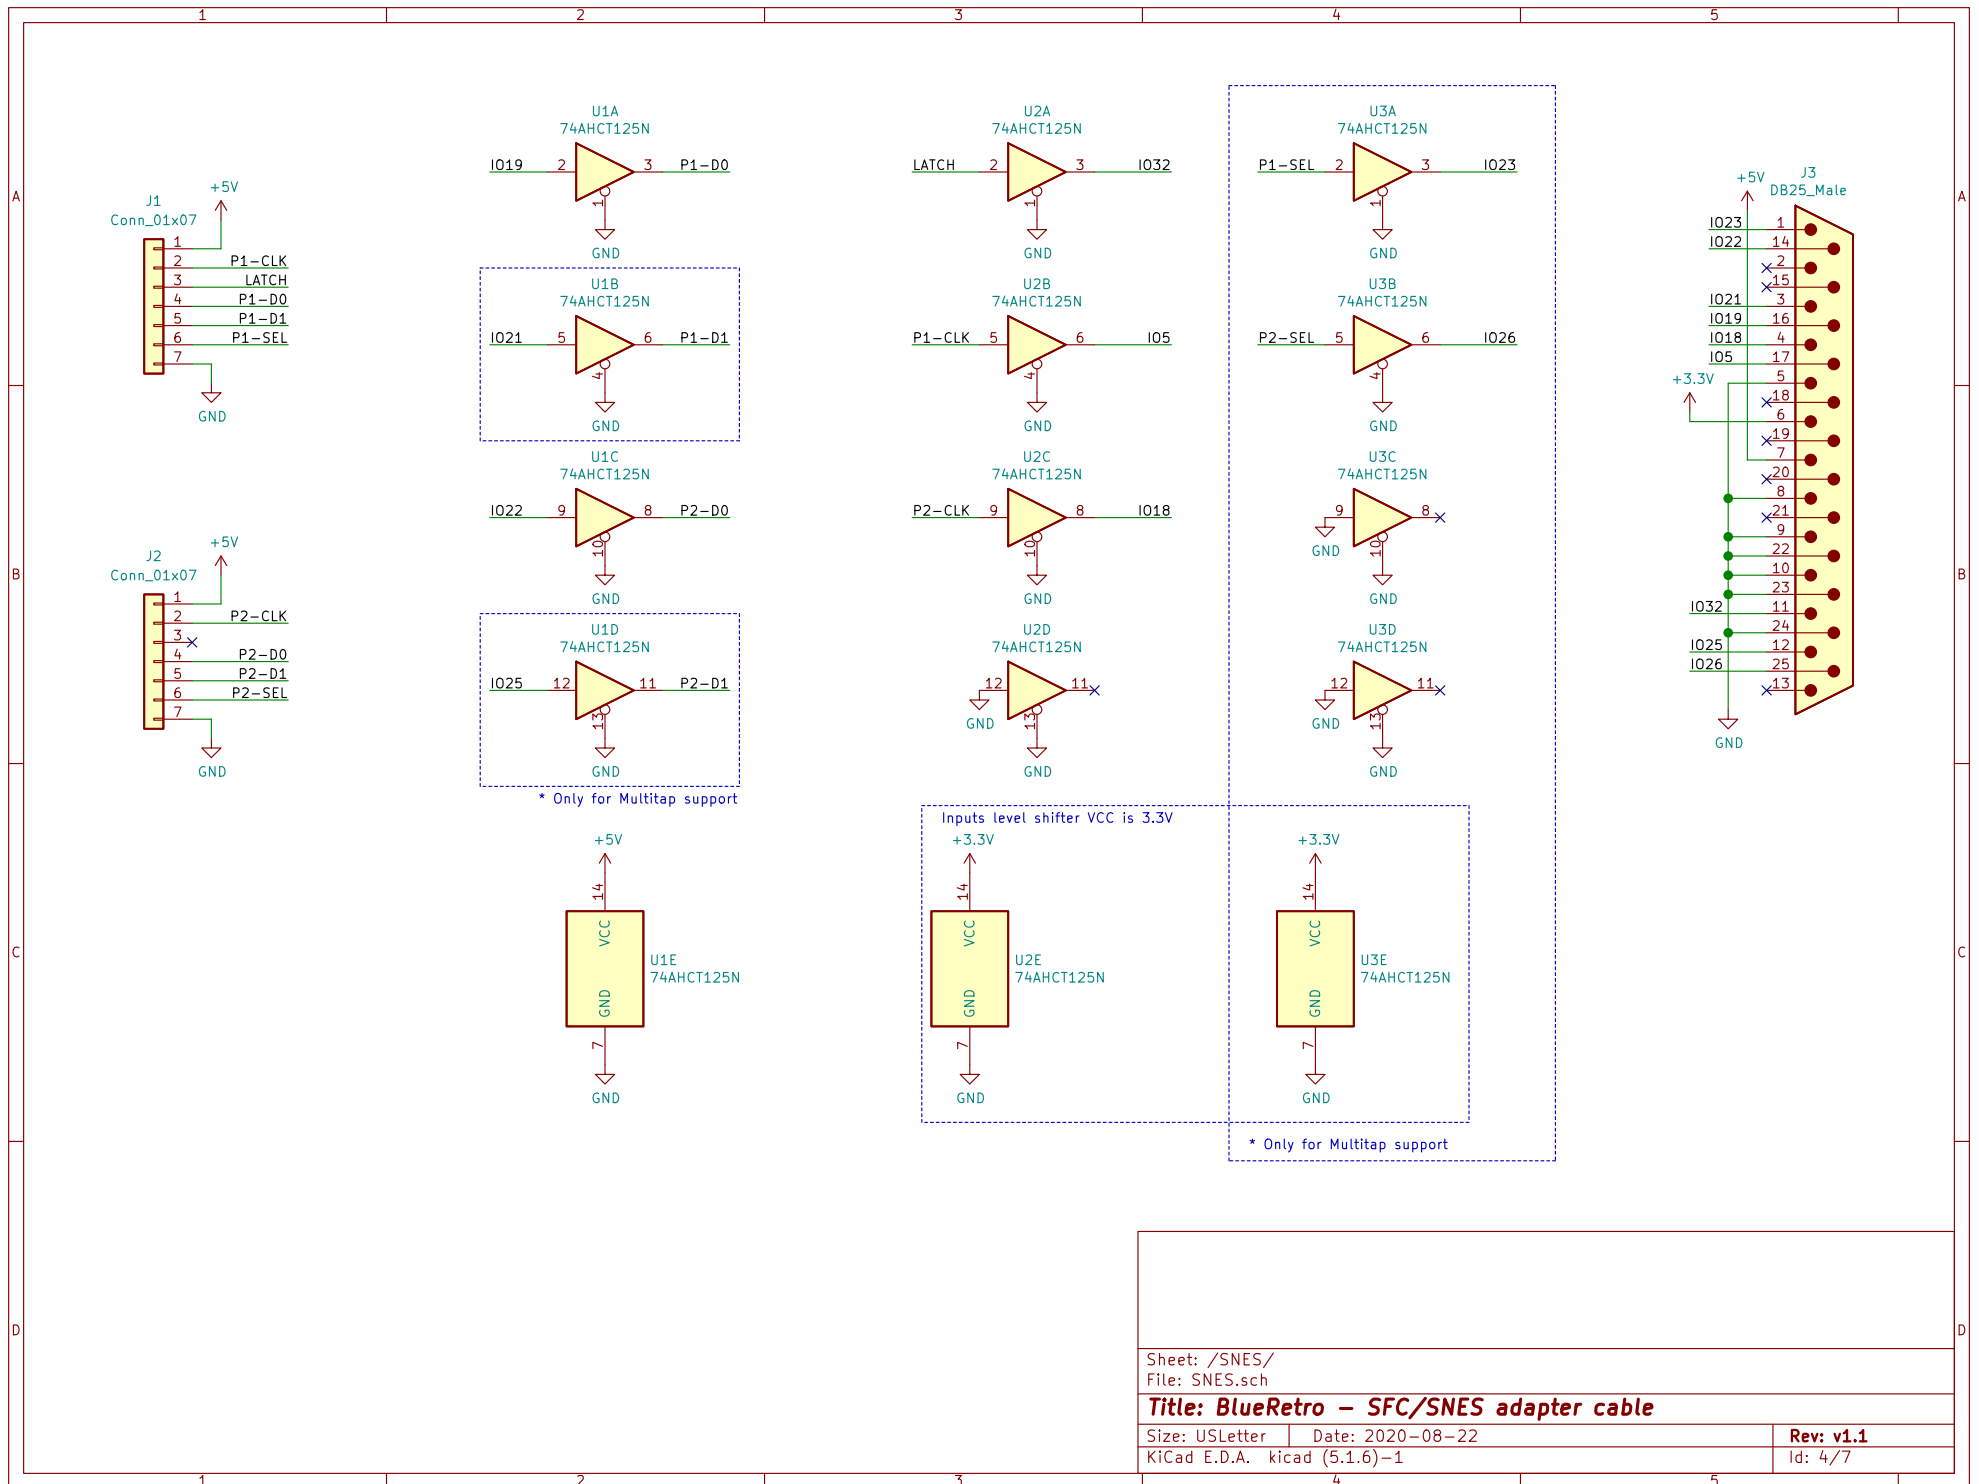 1 2 3 4 5
A A
B B
C C
D D
J1
Conn_01x07
+5V
1
2 P1-CLK
3 LATCH
4 P1-D0
5 P1-D1
6 P1-SEL
7
GND
J2
Conn_01x07
+5V
1
2 P2-CLK
3
4 P2-D0
5 P2-D1
6 P2-SEL
7
GND
U1A
74AHCT125N
IO19 2 3 P1-D0
1
GND
U1B
74AHCT125N
IO21 5 6 P1-D1
4
GND
U1C
74AHCT125N
IO22 9 8 P2-D0
10
GND
U1D
74AHCT125N
IO25 12 11 P2-D1
13
GND
* Only for Multitap support
+5V
14
VCC
U1E
74AHCT125N
GND
7
GND
U2A
74AHCT125N
LATCH 2 3 IO32
1
GND
U2B
74AHCT125N
P1-CLK 5 6 IO5
4
GND
U2C
74AHCT125N
P2-CLK 9 8 IO18
10
GND
U2D
74AHCT125N
12 11
GND
13
GND
Inputs level shifter VCC is 3.3V
+3.3V
14
VCC
U2E
74AHCT125N
GND
7
GND
U3A
74AHCT125N
P1-SEL 2 3 IO23
1
GND
U3B
74AHCT125N
P2-SEL 5 6 IO26
4
GND
U3C
74AHCT125N
9 8
GND
10
GND
U3D
74AHCT125N
12 11
GND
13
GND
+3.3V
14
VCC
U3E
74AHCT125N
GND
7
GND
* Only for Multitap support
J3
DB25_Male
+5V
IO23 1
IO22 14
2
15
IO21 3
IO19 16
IO18 4
IO5 17
+3.3V
5
18
6
19
7
20
8
21
9
22
10
23
IO32 11
24
IO25 12
IO26 25
13
GND
Sheet: /SNES/
File: SNES.sch
Title: BlueRetro – SFC/SNES adapter cable
Size: USLetter Date: 2020-08-22 Rev: v1.1
KiCad E.D.A. kicad (5.1.6)-1 Id: 4/7
1 2 3 4 5